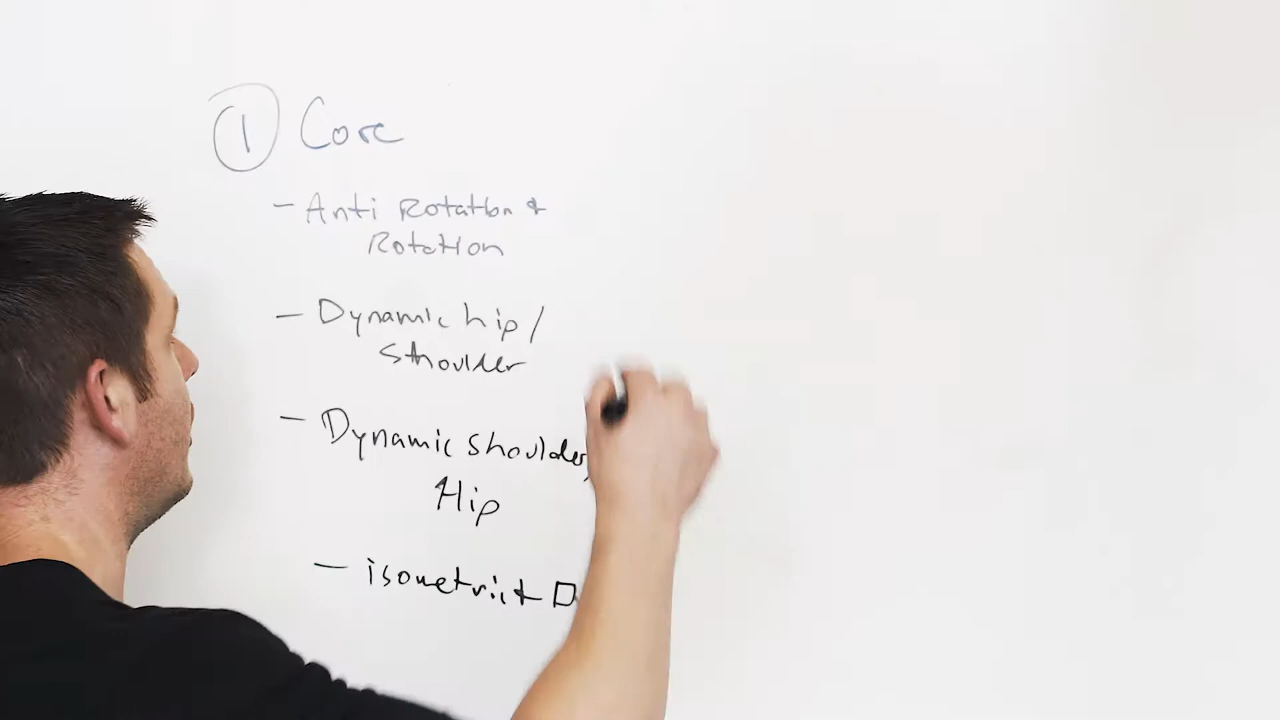 ① Core
- Anti Rotation &
Rotation
- Dynamic hip/
Shoulder
- Dynamic Shoulder
Hip
- isometric +